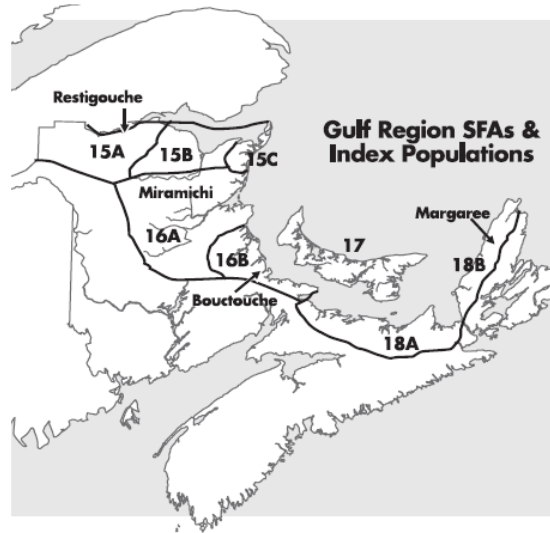 Restigouche
Gulf Region SFAs &
Index Populations
15A
15B
15C
Miramichi
Margaree
16A
17
16B
18B
Bouctouche
18A